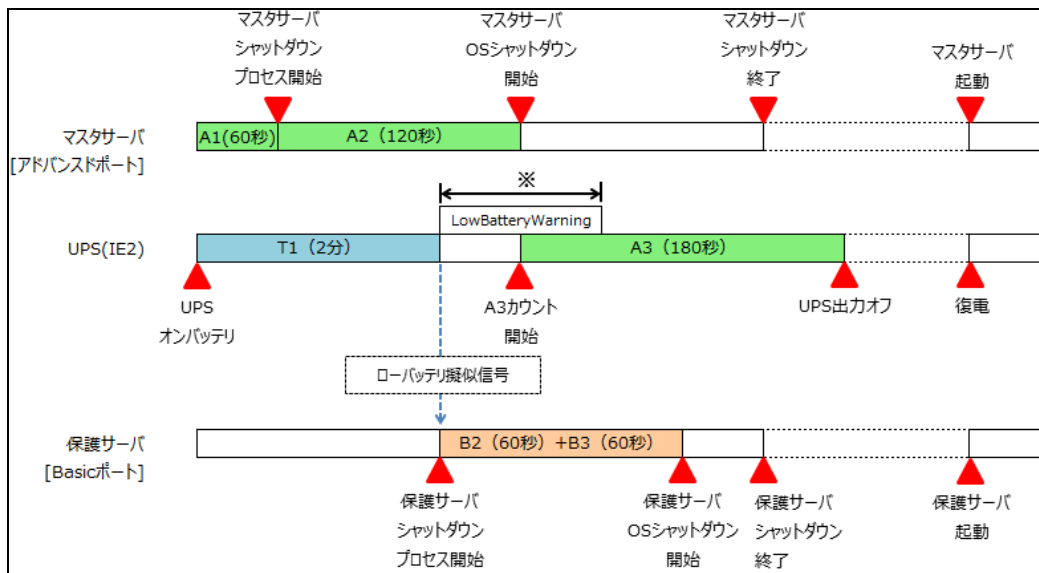 マスタサーバ
シャットダウン
プロセス開始
マスタサーバ
OSシャットダウン
開始
マスタサーバ
シャットダウン
終了
マスタサーバ
起動
マスタサーバ
[アドバンスドポート]
A1(60秒)
A2（120秒）
※
LowBatteryWarning
UPS(IE2)
T1（2分）
A3（180秒）
UPS
オンバッテリ
A3カウント
開始
UPS出力オフ
復電
ローバッテリ擬似信号
保護サーバ
[Basicポート]
B2（60秒）+B3（60秒）
保護サーバ
シャットダウン
プロセス開始
保護サーバ
OSシャットダウン
開始
保護サーバ
シャットダウン
終了
保護サーバ
起動